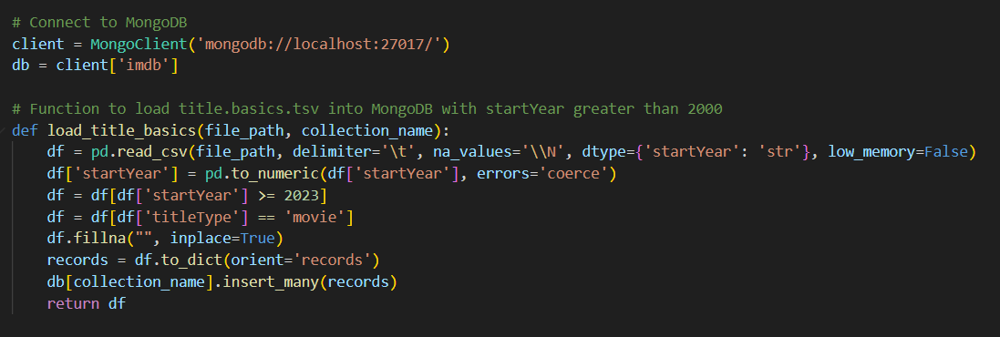 # Connect to MongoDB
client = MongoClient('mongodb://localhost:27017/')
db = client['imdb']

# Function to load title.basics.tsv into MongoDB with startYear greater than 2000
def load_title_basics(file_path, collection_name):
    df = pd.read_csv(file_path, delimiter='\t', na_values='\\N', dtype={'startYear': 'str'}, low_memory=False)
    df['startYear'] = pd.to_numeric(df['startYear'], errors='coerce')
    df = df[df['startYear'] >= 2023]
    df = df[df['titleType'] == 'movie']
    df.fillna("", inplace=True)
    records = df.to_dict(orient='records')
    db[collection_name].insert_many(records)
    return df